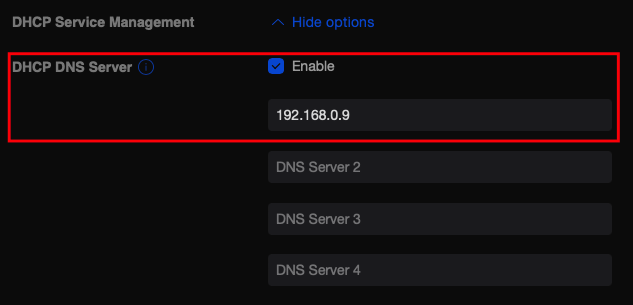 DHCP Service Management
Hide options
DHCP DNS Server
Enable
192.168.0.9
DNS Server 2
DNS Server 3
DNS Server 4